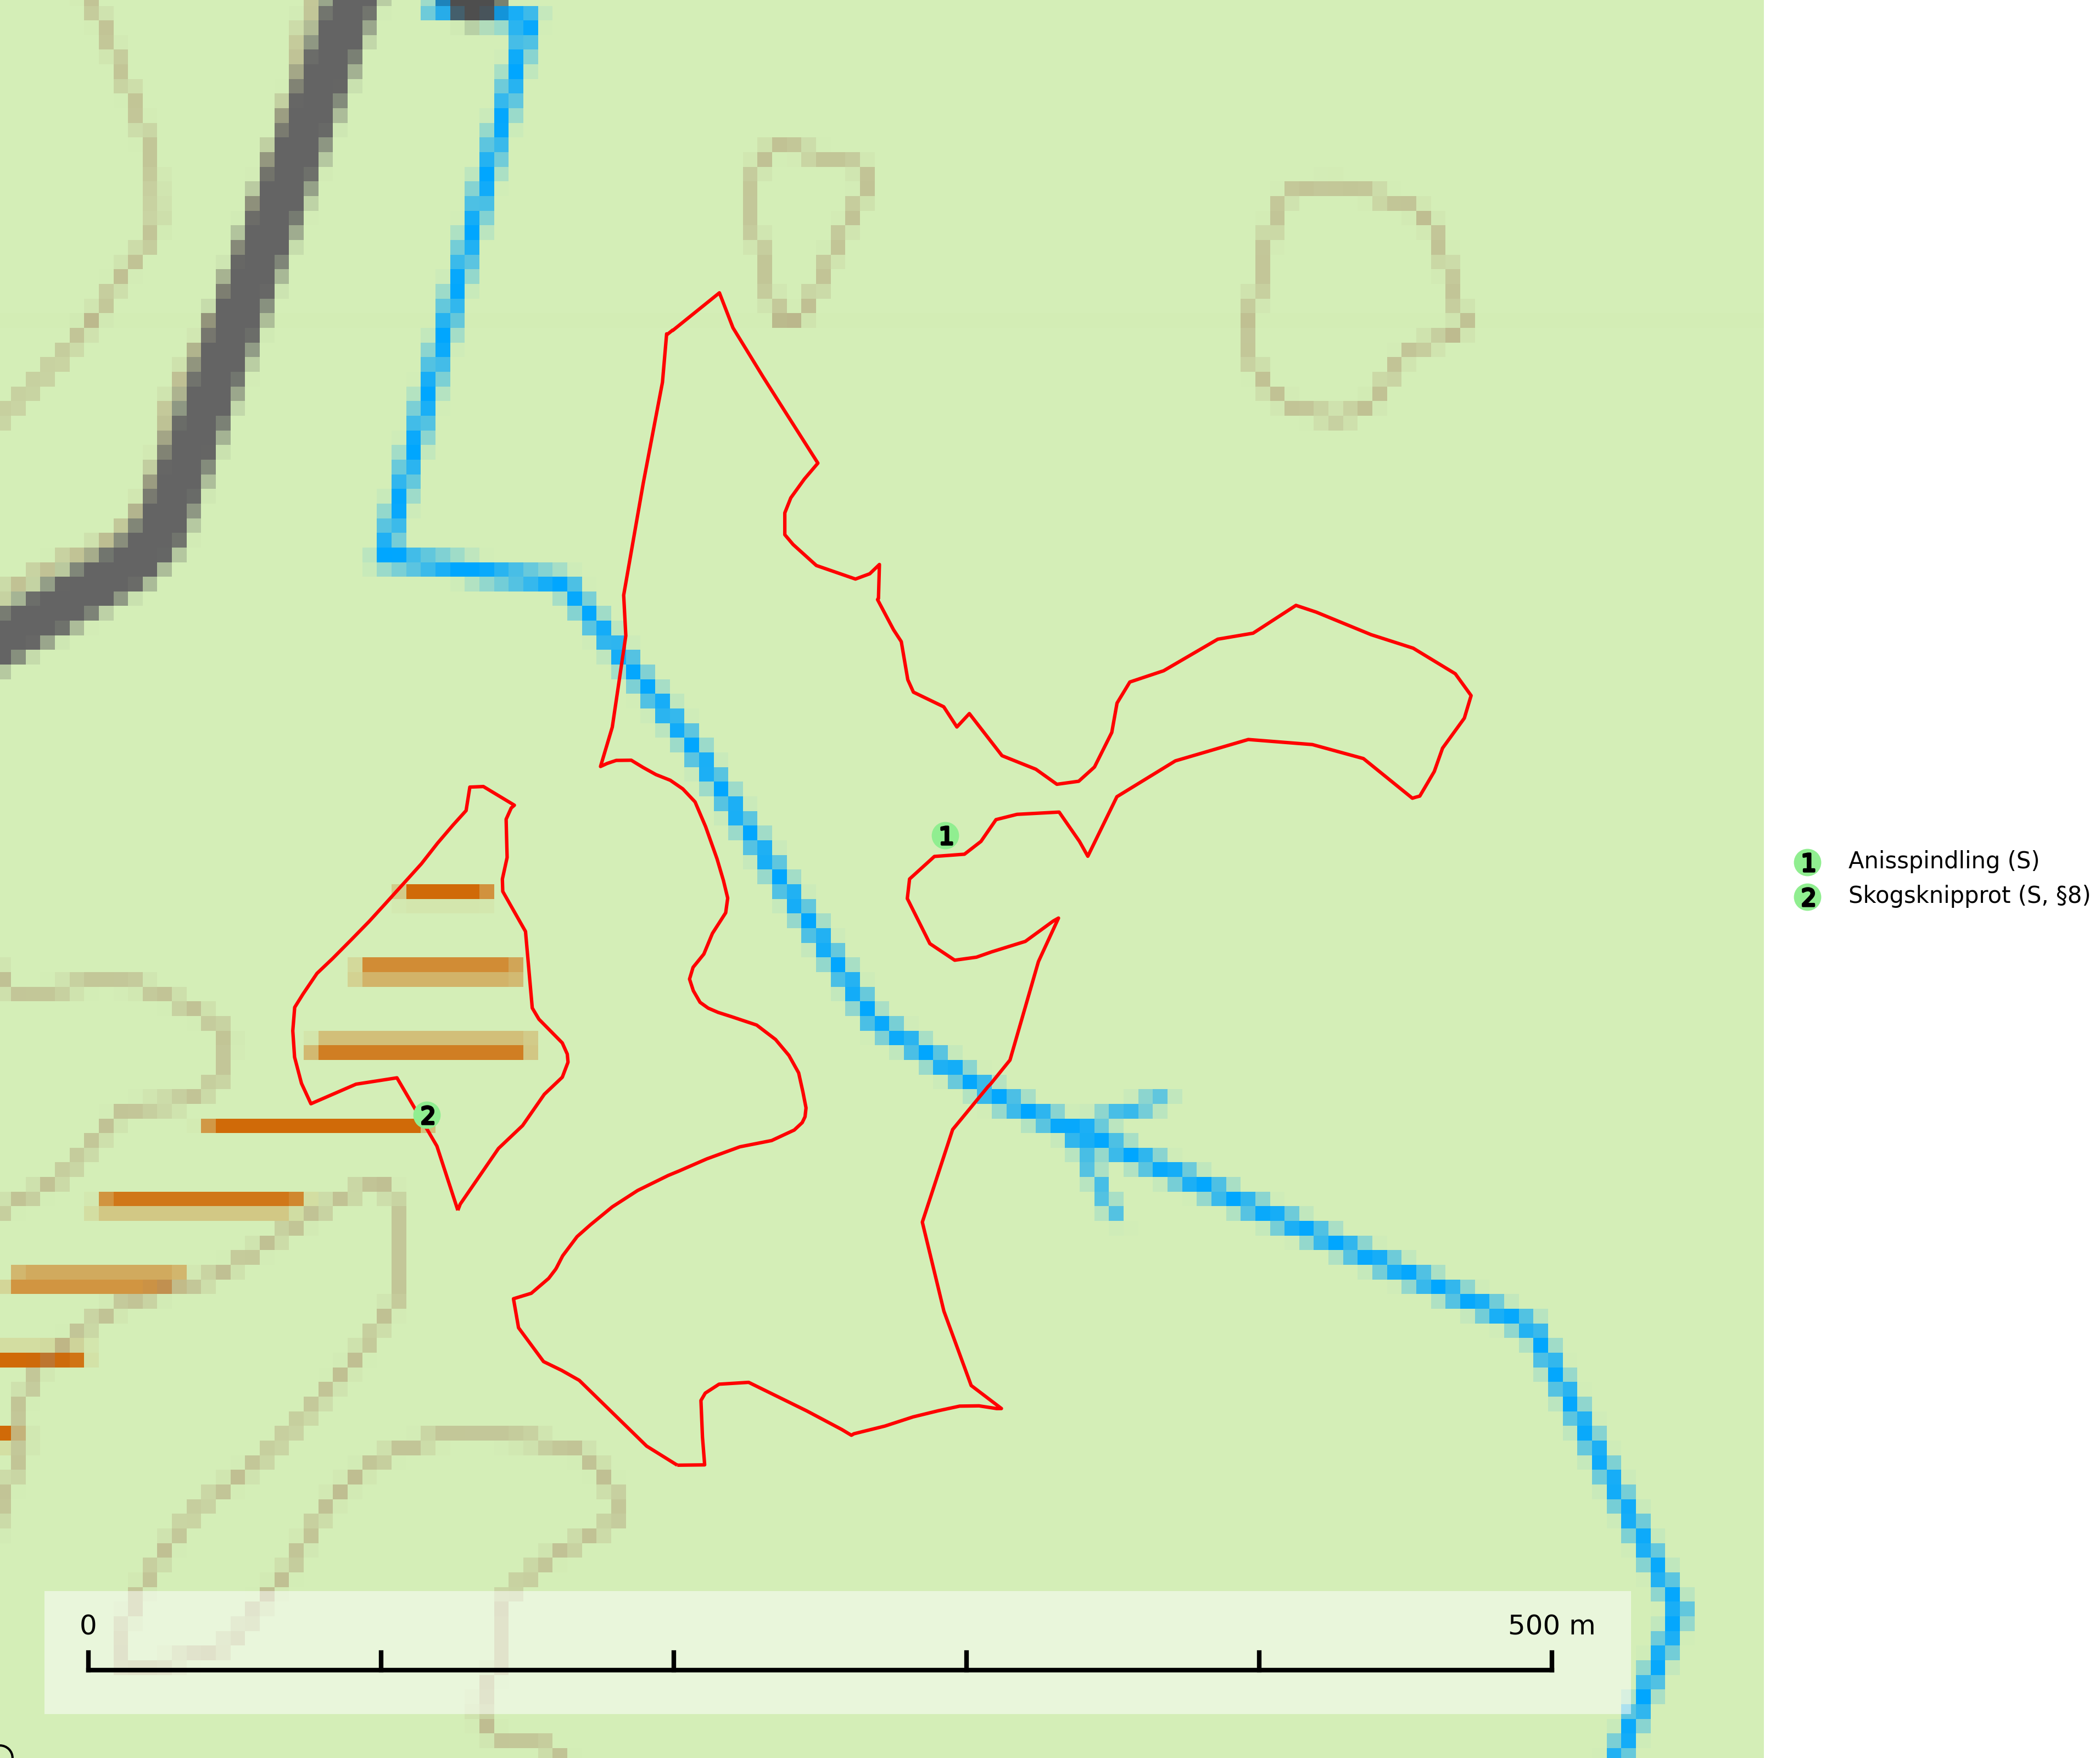 1
2
1 Anisspindling (S)
2 Skogsknipprot (S, §8)
0 500 m